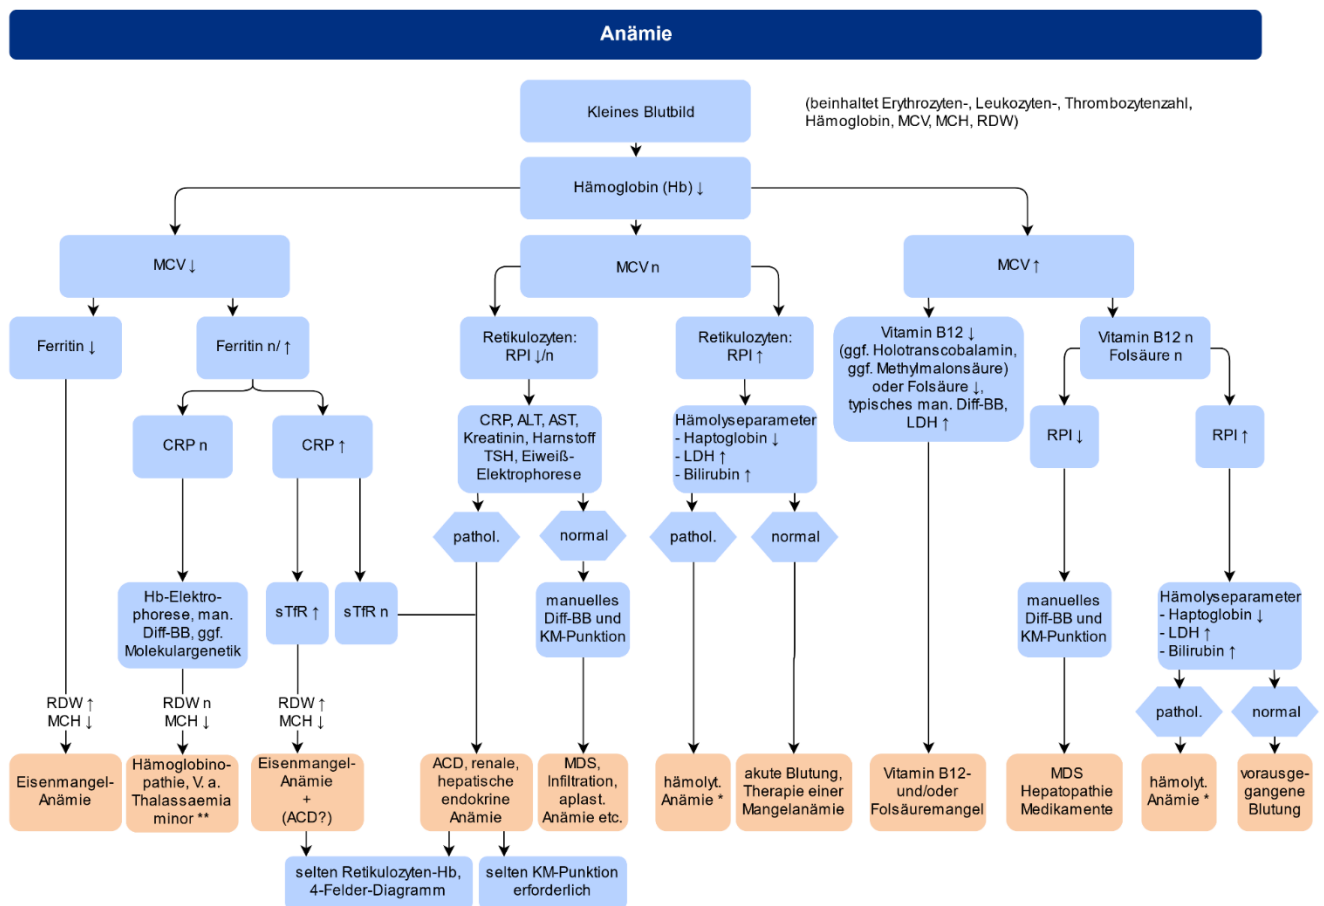 Anämie
Kleines Blutbild
(beinhaltet Erythrozyten-, Leukozyten-, Thrombozytenzahl,
Hämoglobin, MCV, MCH, RDW)
Hämoglobin (Hb) ↓
MCV ↓
MCV n
MCV ↑
Ferritin ↓
Ferritin n/ ↑
Retikulozyten:
RPI ↓/n
Retikulozyten:
RPI ↑
Vitamin B12 ↓
(ggf. Holotranscobalamin,
ggf. Methylmalonsäure)
oder Folsäure ↓,
typisches man. Diff-BB,
LDH ↑
Vitamin B12 n
Folsäure n
CRP n
CRP ↑
CRP, ALT, AST,
Kreatinin, Harnstoff
TSH, Eiweiß-
Elektrophorese
Hämolyseparameter
- Haptoglobin ↓
- LDH ↑
- Bilirubin ↑
RPI ↓
RPI ↑
pathol.
normal
pathol.
normal
Hb-Elektro-
phorese, man.
Diff-BB, ggf.
Molekulargenetik
sTfR ↑
sTfR n
manuelles
Diff-BB und
KM-Punktion
manuelles
Diff-BB und
KM-Punktion
Hämolyseparameter
- Haptoglobin ↓
- LDH ↑
- Bilirubin ↑
RDW ↑
MCH ↓
RDW n
MCH ↓
RDW ↑
MCH ↓
pathol.
normal
Eisenmangel-
Anämie
Hämoglobino-
pathie, V. a.
Thalassaemia
minor **
Eisenmangel-
Anämie
+
(ACD?)
ACD, renale,
hepatische
endokrine
Anämie
MDS,
Infiltration,
aplast.
Anämie etc.
hämolyt.
Anämie *
akute Blutung,
Therapie einer
Mangelanämie
Vitamin B12-
und/oder
Folsäuremangel
MDS
Hepatopathie
Medikamente
hämolyt.
Anämie *
vorausge-
gangene
Blutung
selten Retikulozyten-Hb,
4-Felder-Diagramm
selten KM-Punktion
erforderlich